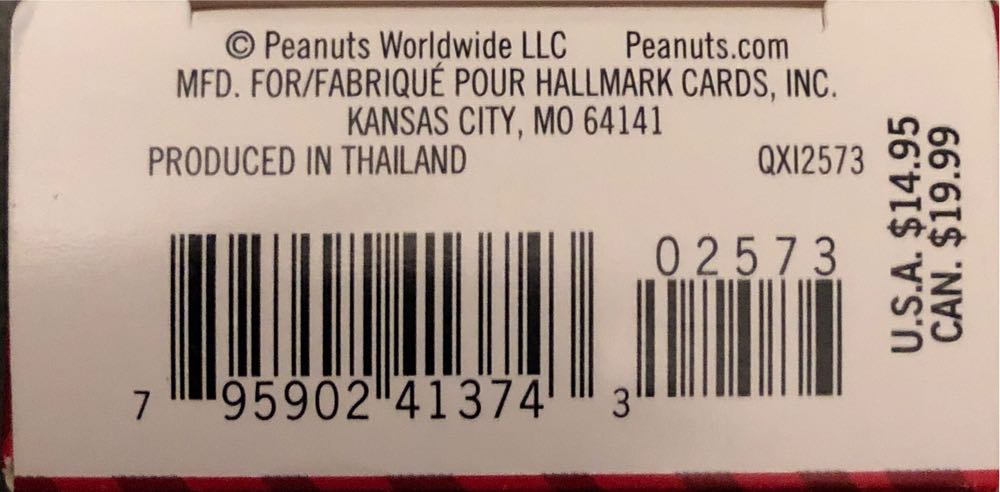 © Peanuts Worldwide LLC Peanuts.com
MFD. FOR/FABRIQUÉ POUR HALLMARK CARDS, INC.
KANSAS CITY, MO 64141
PRODUCED IN THAILAND QXI2573
U.S.A. $14.95
CAN. $19.99
02573
7 95902 41374 3